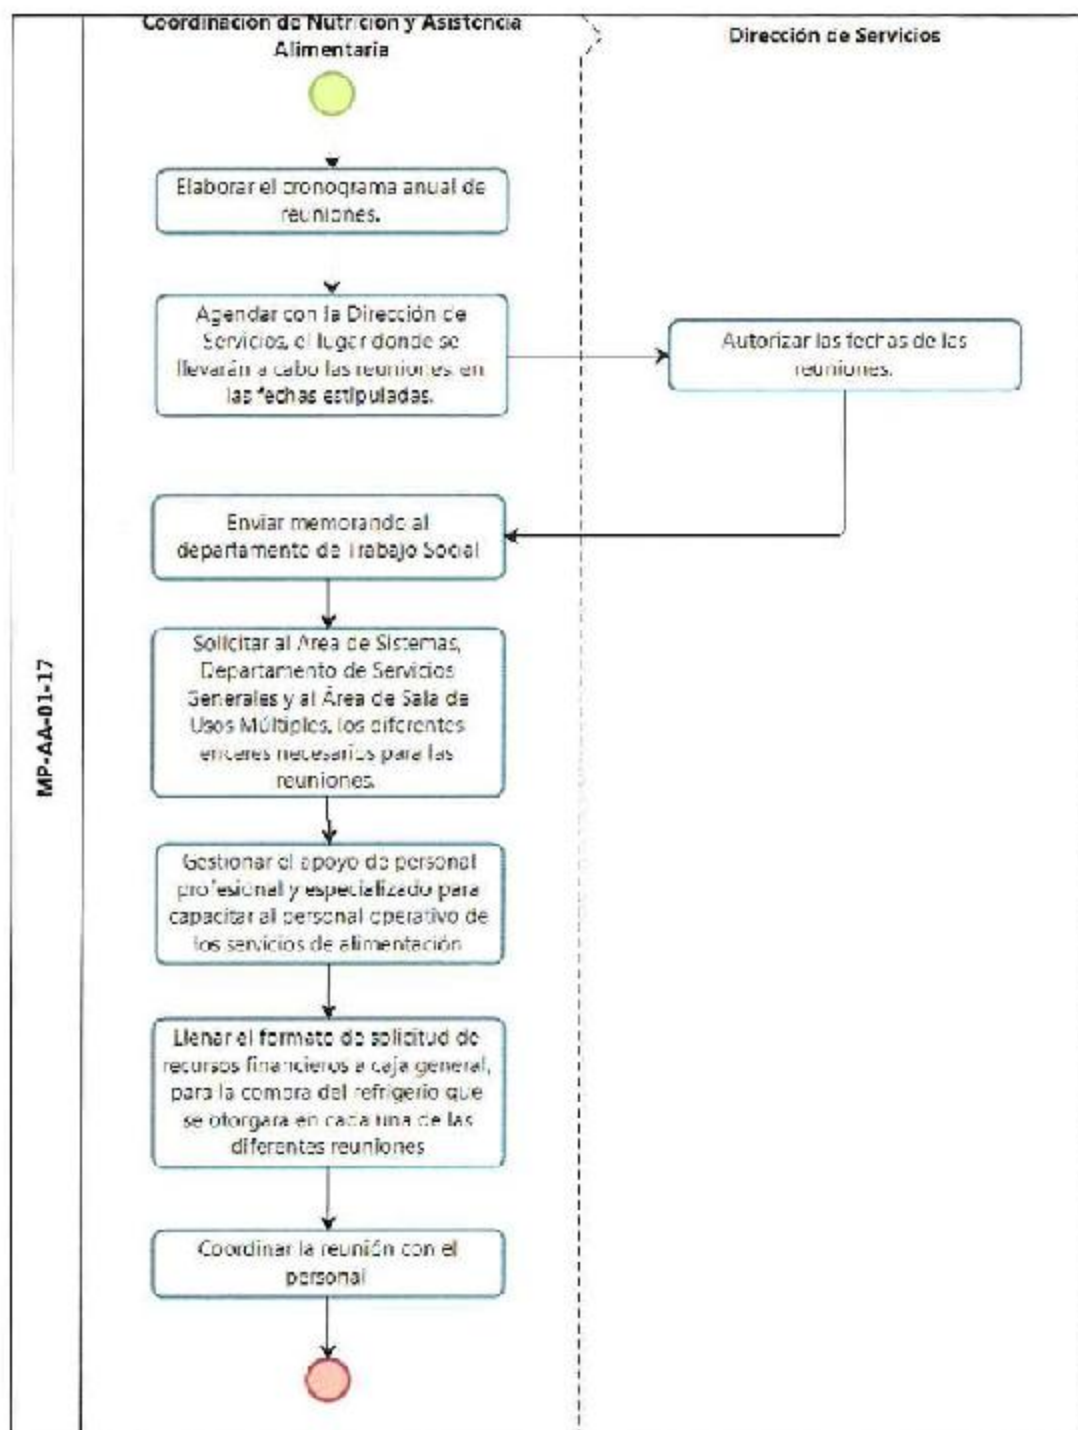 Coordinación de Nutrición y Asistencia
Alimentaria
Dirección de Servicios
MP-AA-01-17
Elaborar el cronograma anual de
reuniones.
Agendar con la Dirección de
Servicios, el lugar donde se
llevarán a cabo las reuniones, en
las fechas estipuladas.
Autorizar las fechas de las
reuniones.
Enviar memorando al
departamento de Trabajo Social
Solicitar al Área de Sistemas,
Departamento de Servicios
Generales y al Área de Sala de
Usos Múltiples, los diferentes
enceres necesarios para las
reuniones.
Gestionar el apoyo de personal
profesional y especializado para
capacitar al personal operativo de
los servicios de alimentación
Llenar el formato de solicitud de
recursos financieros a caja general,
para la compra del refrigerio que
se otorgara en cada una de las
diferentes reuniones
Coordinar la reunión con el
personal